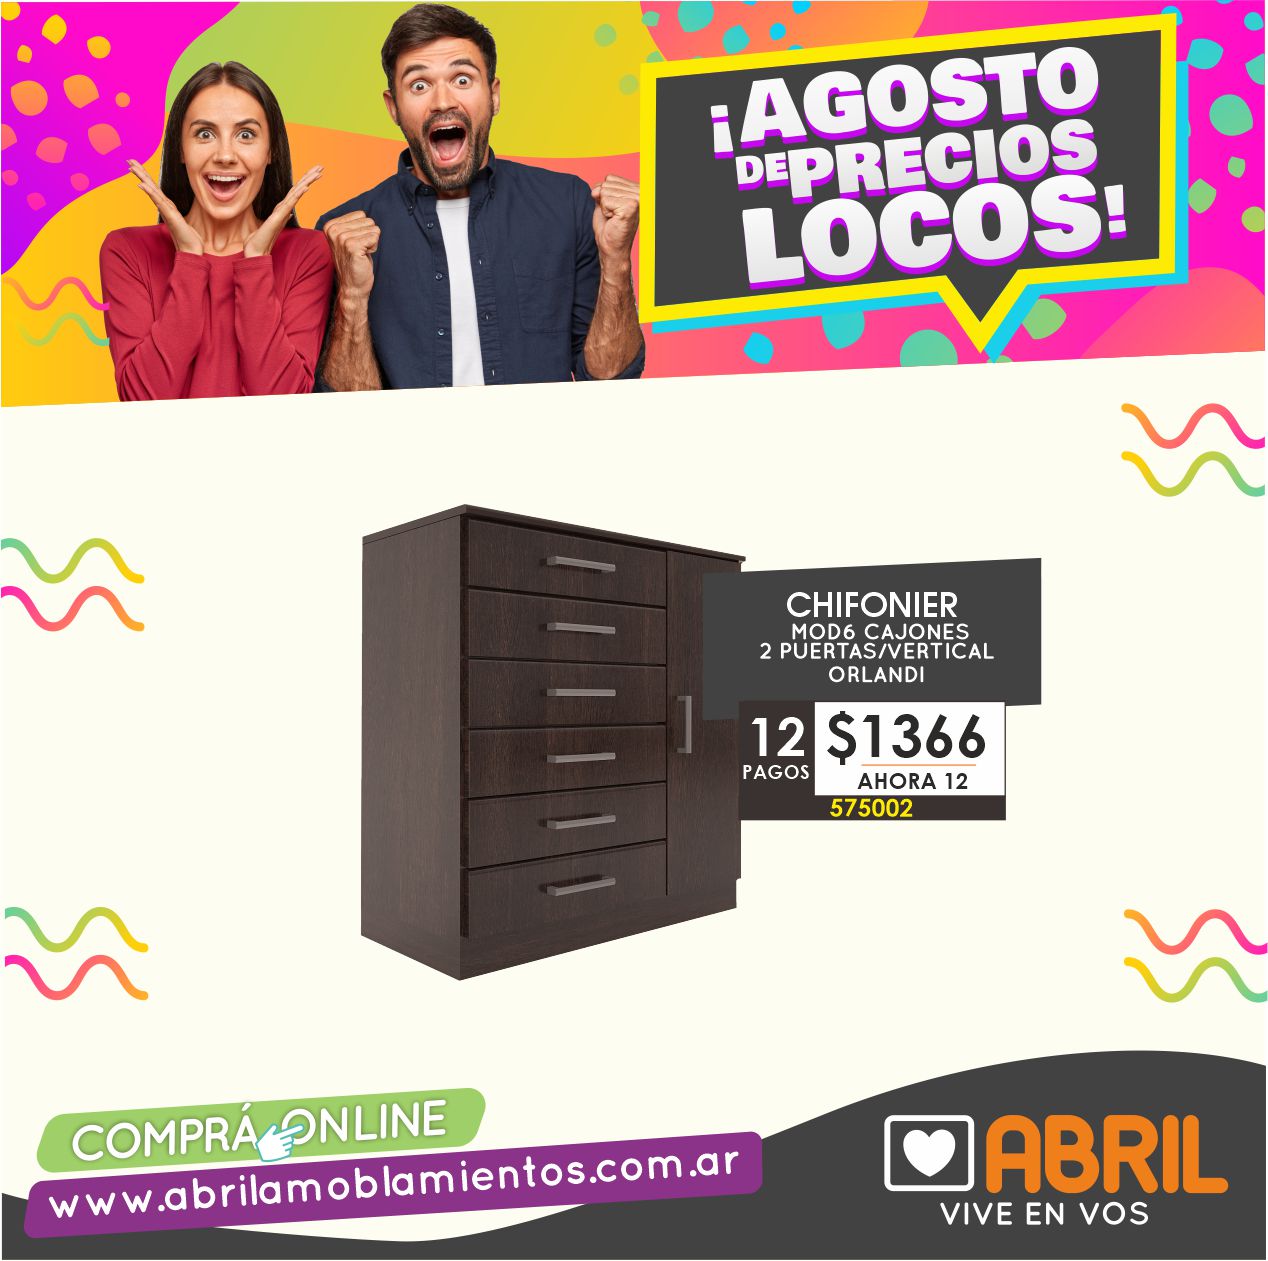 ¡AGOSTO
DE PRECIOS
LOCOS!
CHIFONIER
MOD6 CAJONES
2 PUERTAS/VERTICAL
ORLANDI
12
PAGOS
$1366
AHORA 12
575002
COMPRÁ ONLINE
www.abrilamoblamientos.com.ar
ABRIL
VIVE EN VOS